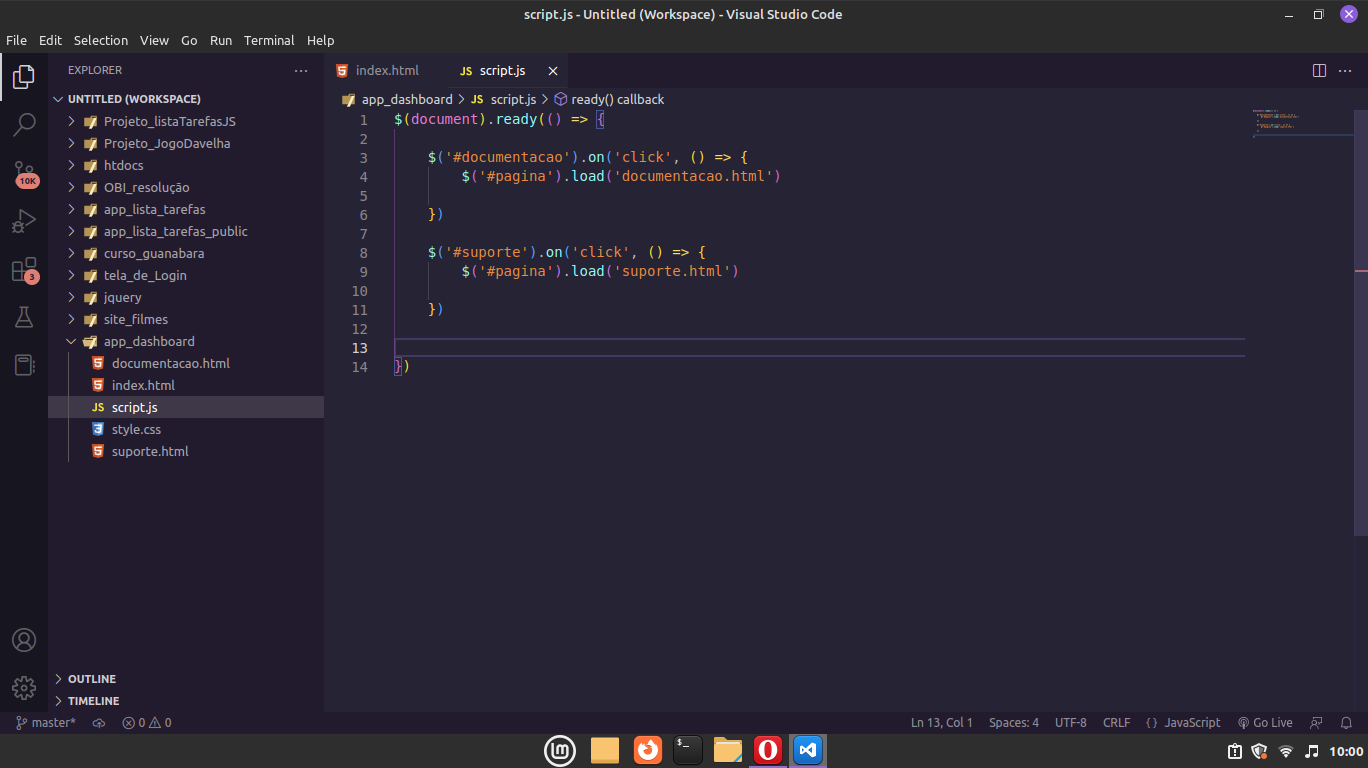 script.js - Untitled (Workspace) - Visual Studio Code
File Edit Selection View Go Run Terminal Help
EXPLORER
UNTITLED (WORKSPACE)
Projeto_listaTarefasJS
Projeto_JogoDavelha
htdocs
OBI_resolução
app_lista_tarefas
app_lista_tarefas_public
curso_guanabara
tela_de_Login
jquery
site_filmes
app_dashboard
documentacao.html
index.html
JS script.js
style.css
suporte.html
OUTLINE
TIMELINE
10K
3
index.html JS script.js
app_dashboard > JS script.js > ready() callback
1 $(document).ready(() => {
2
3 $('#documentacao').on('click', () => {
4 $('#pagina').load('documentacao.html')
5
6 })
7
8 $('#suporte').on('click', () => {
9 $('#pagina').load('suporte.html')
10
11 })
12
13
14 })
master* 0 0 Ln 13, Col 1 Spaces: 4 UTF-8 CRLF {} JavaScript Go Live
10:00